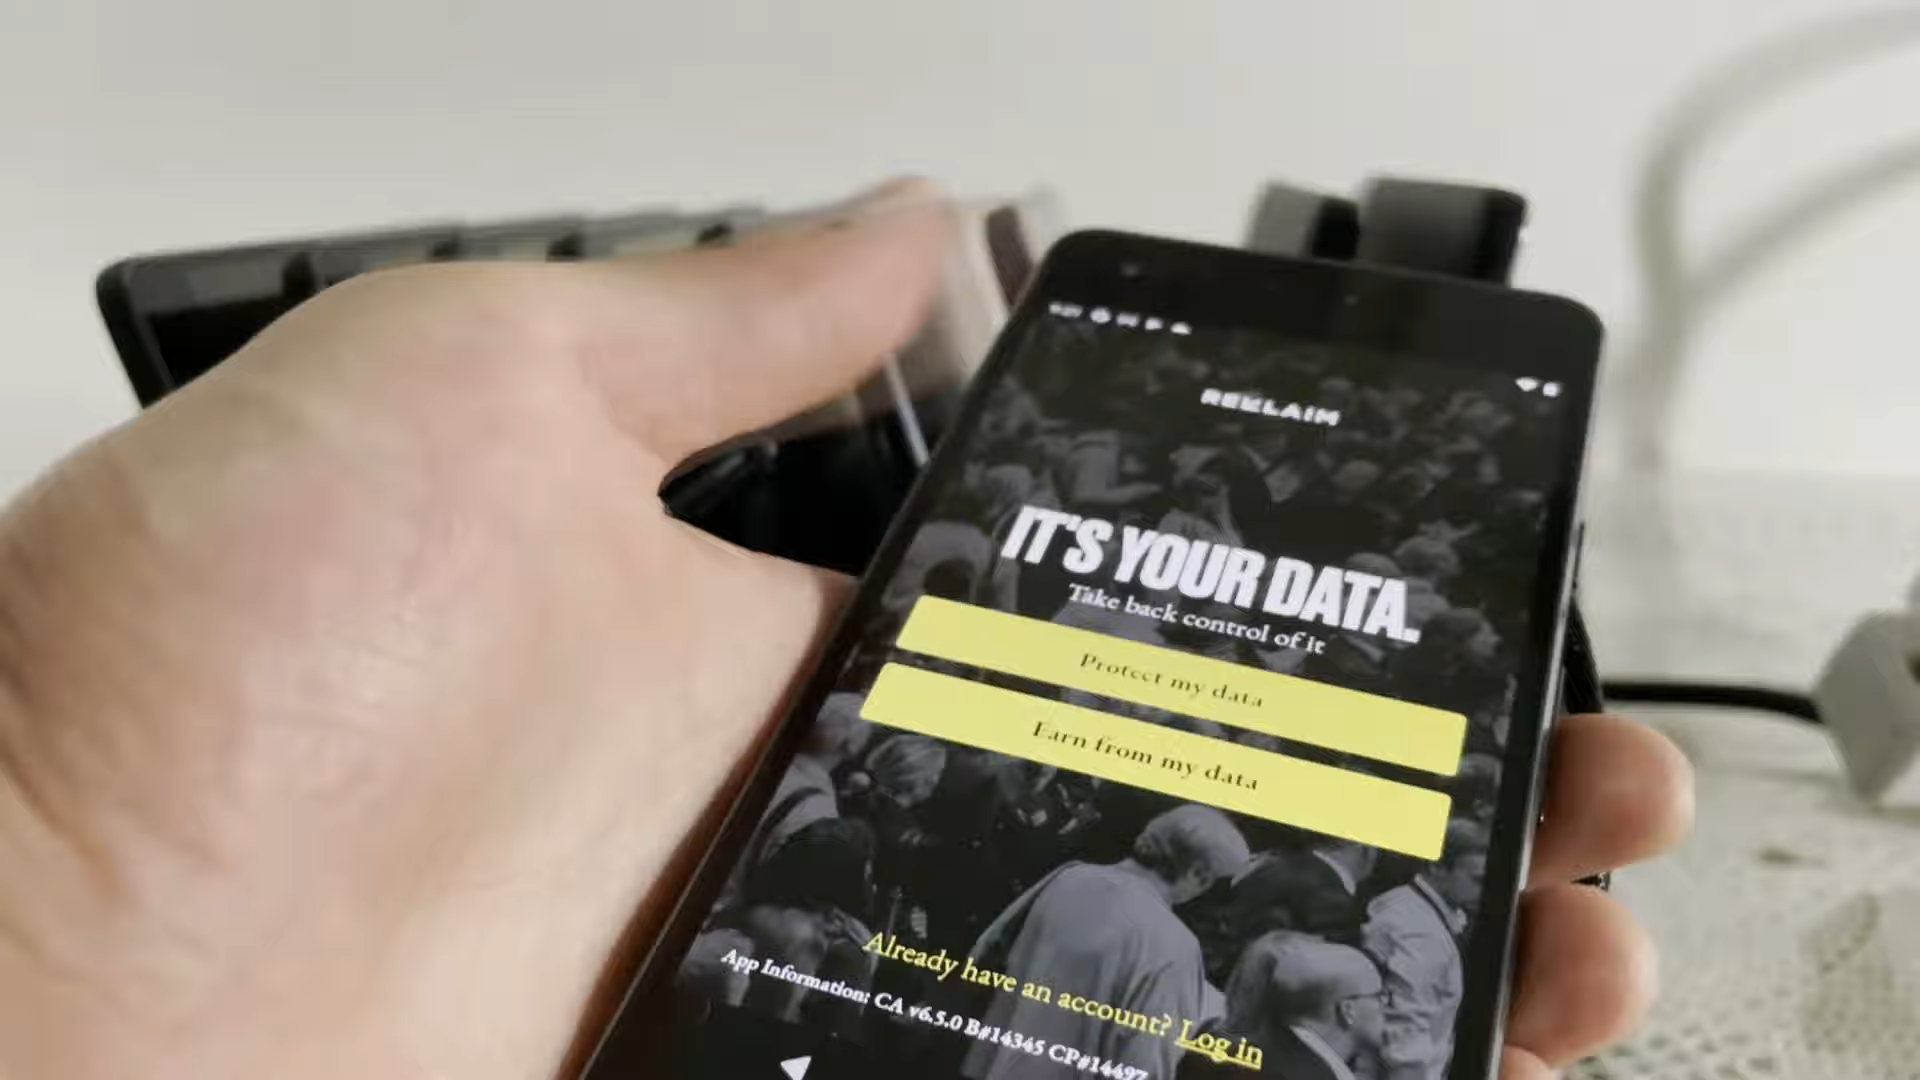 REKLAIM
IT'S YOUR DATA.
Take back control of it
Protect my data
Earn from my data
Already have an account? Log in
App Information: CA v6.5.0 B#14345 CP#14497